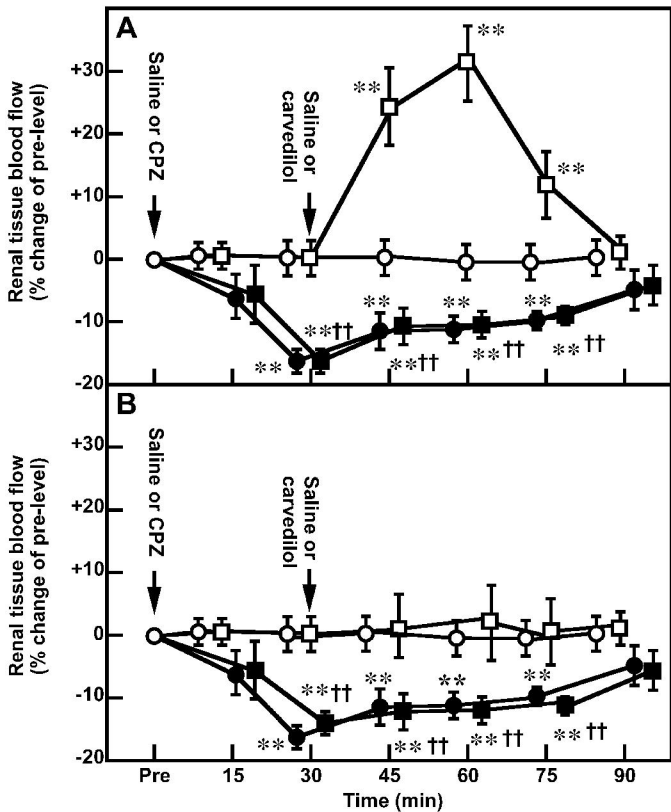 A
Renal tissue blood flow
(% change of pre-level)
+30
+20
+10
0
-10
-20
Saline or CPZ
Saline or
carvedilol
**
**
**
**
**††
**
**††
**
**††
**
**††
B
Renal tissue blood flow
(% change of pre-level)
+30
+20
+10
0
-10
-20
Saline or CPZ
Saline or
carvedilol
**
**††
**
**††
**
**††
**
**††
Pre
15
30
45
60
75
90
Time (min)